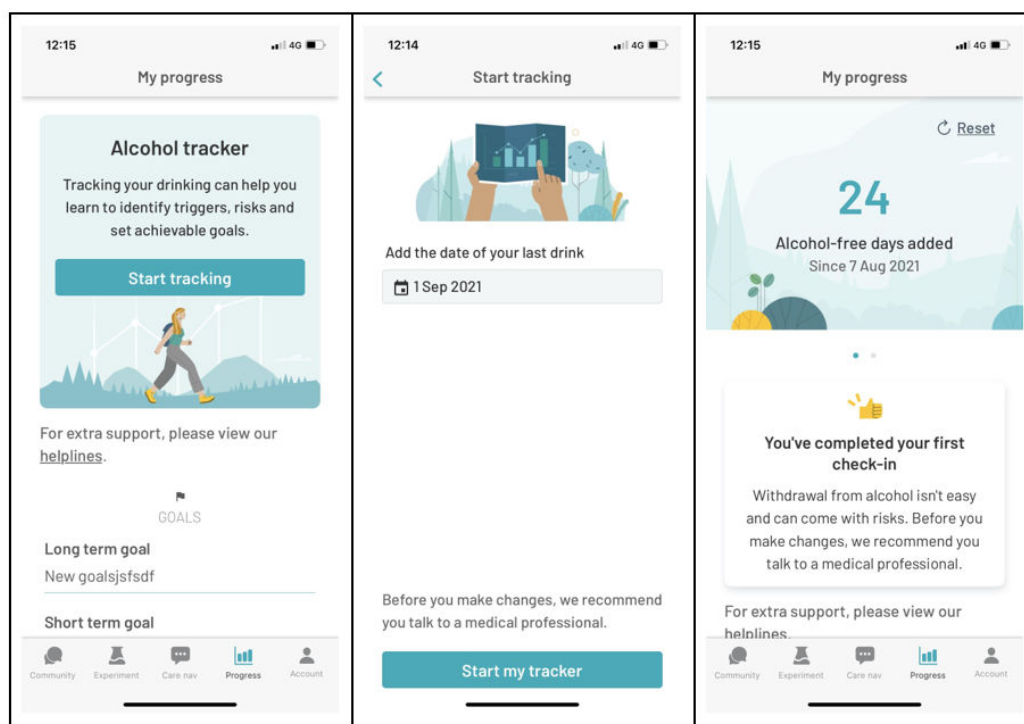 12:15
4G
My progress
Alcohol tracker
Tracking your drinking can help you
learn to identify triggers, risks and
set achievable goals.
Start tracking
For extra support, please view our
helplines.
GOALS
Long term goal
New goalsjsfsdf
Short term goal
Community
Experiment
Care nav
Progress
Account
12:14
4G
Start tracking
Add the date of your last drink
1 Sep 2021
Before you make changes, we recommend
you talk to a medical professional.
Start my tracker
12:15
4G
My progress
Reset
24
Alcohol-free days added
Since 7 Aug 2021
You've completed your first
check-in
Withdrawal from alcohol isn't easy
and can come with risks. Before you
make changes, we recommend you
talk to a medical professional.
For extra support, please view our
helplines.
Community
Experiment
Care nav
Progress
Account